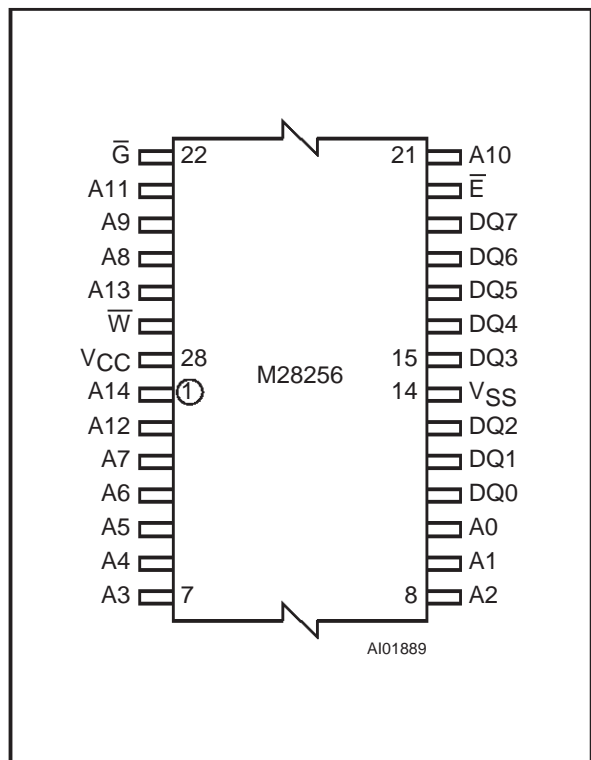 G̅ 22 21 A10
A11 E̅
A9 DQ7
A8 DQ6
A13 DQ5
W̅ DQ4
VCC 28 15 DQ3
M28256
A14 1 14 VSS
A12 DQ2
A7 DQ1
A6 DQ0
A5 A0
A4 A1
A3 7 8 A2
AI01889